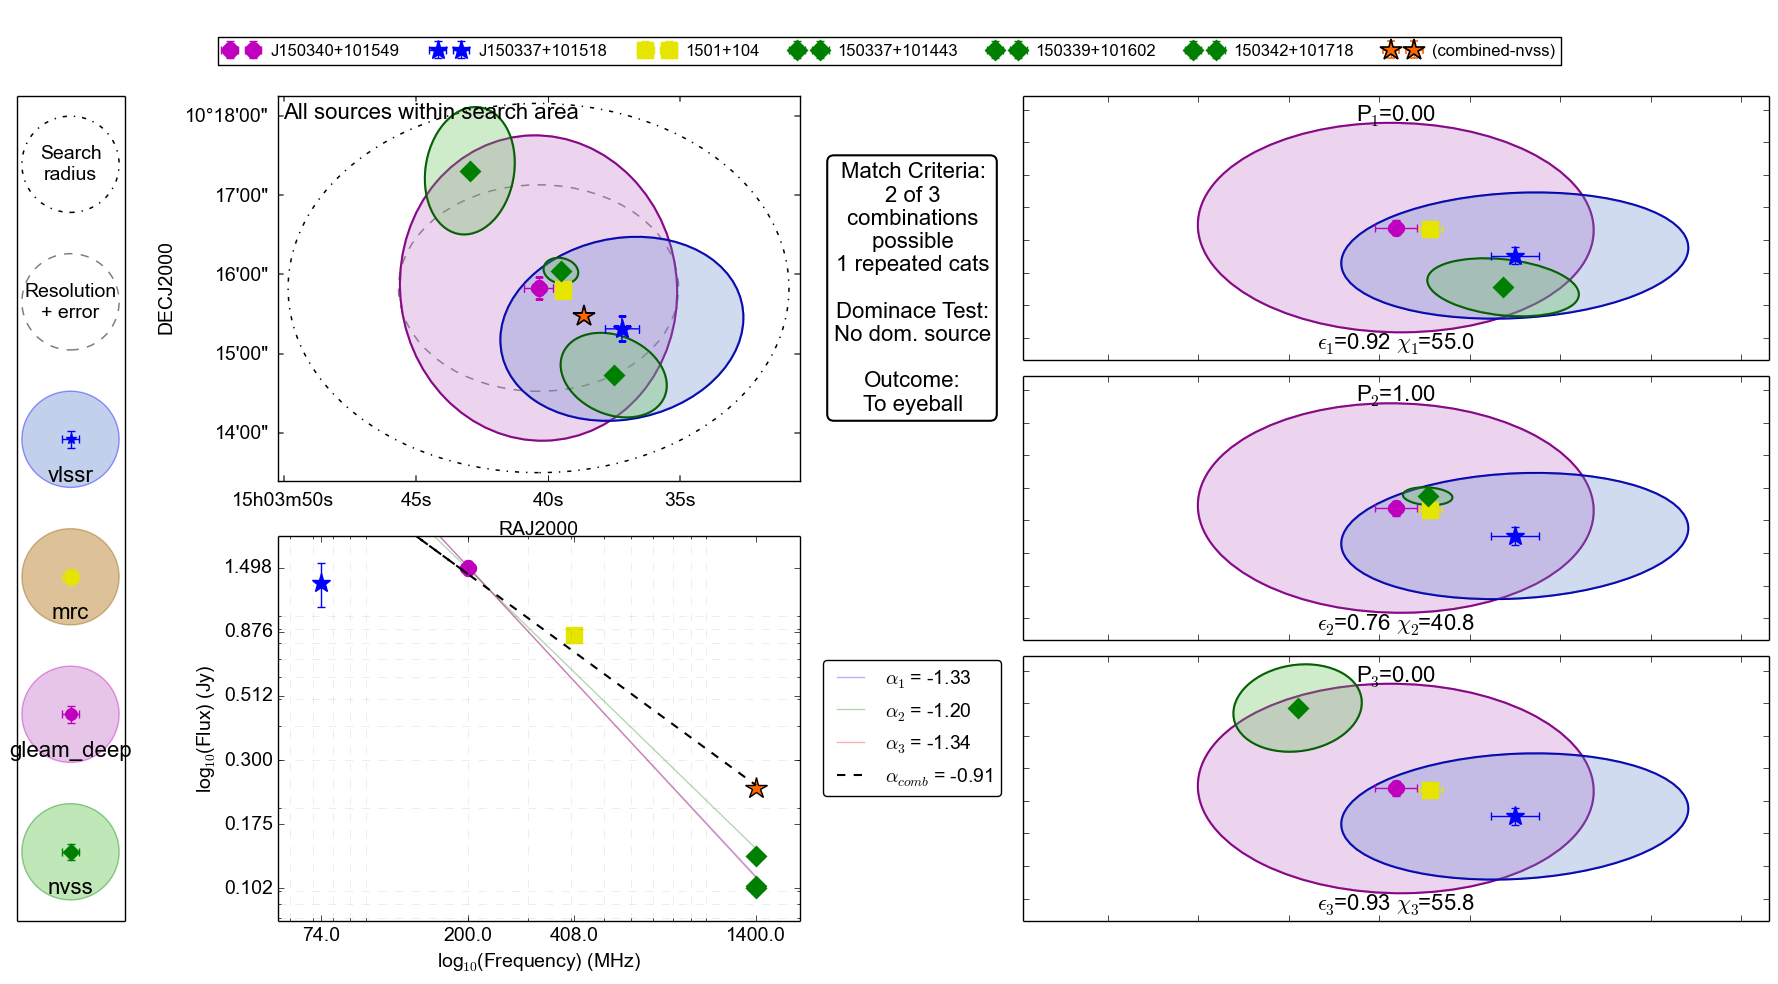 J150340+101549 J150337+101518 1501+104 150337+101443 150339+101602 150342+101718 (combined-nvss)
Search
radius
Resolution
+ error
vlssr
mrc
gleam_deep
nvss
All sources within search area
10°18'00"
17'00"
16'00"
15'00"
14'00"
DECJ2000
15h03m50s 45s 40s 35s
RAJ2000
Match Criteria:
2 of 3
combinations
possible
1 repeated cats
Dominace Test:
No dom. source
Outcome:
To eyeball
1.498
0.876
0.512
0.300
0.175
0.102
log10(Flux) (Jy)
74.0 200.0 408.0 1400.0
log10(Frequency) (MHz)
α1 = -1.33
α2 = -1.20
α3 = -1.34
αcomb = -0.91
P1=0.00
ϵ1=0.92 χ1=55.0
P2=1.00
ϵ2=0.76 χ2=40.8
P3=0.00
ϵ3=0.93 χ3=55.8